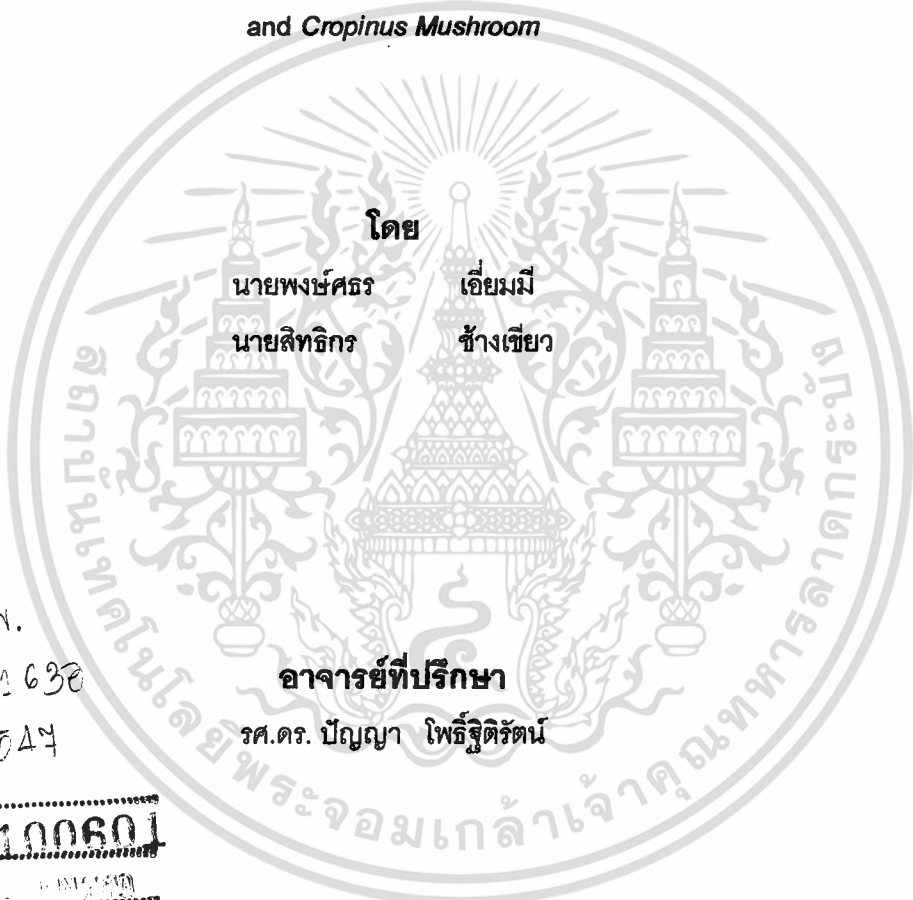 and Cropinus Mushroom
โดย
นายพงษ์ศธร เอี่ยมมี
นายสิทธิกร ช้างเขียว
อาจารย์ที่ปรึกษา
รศ.ดร. ปัญญา โพธิ์ฐิติรัตน์
สถาบันเทคโนโลยีพระจอมเกล้าเจ้าคุณทหารลาดกระบัง